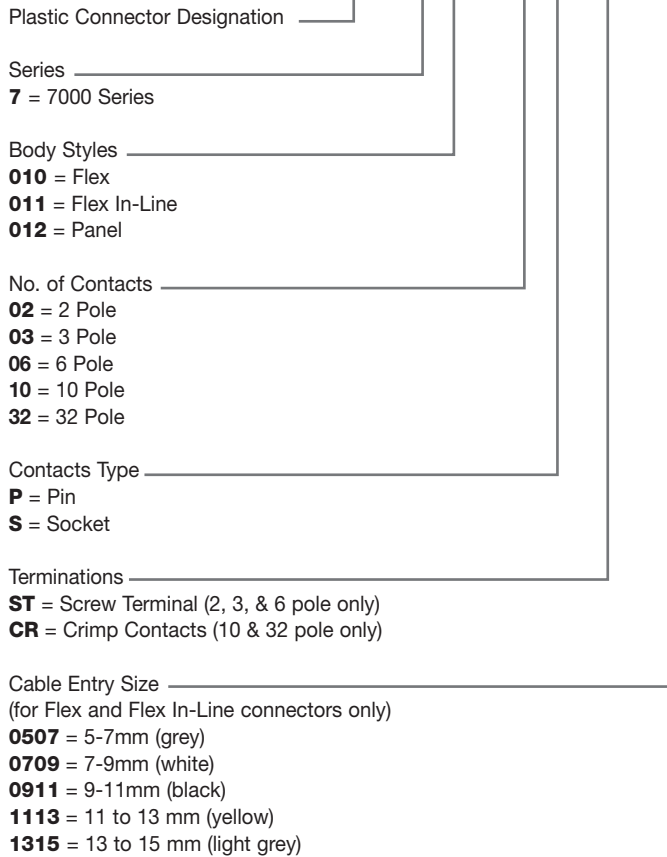 Plastic Connector Designation
Series
7 = 7000 Series
Body Styles
010 = Flex
011 = Flex In-Line
012 = Panel
No. of Contacts
02 = 2 Pole
03 = 3 Pole
06 = 6 Pole
10 = 10 Pole
32 = 32 Pole
Contacts Type
P = Pin
S = Socket
Terminations
ST = Screw Terminal (2, 3, & 6 pole only)
CR = Crimp Contacts (10 & 32 pole only)
Cable Entry Size
(for Flex and Flex In-Line connectors only)
0507 = 5-7mm (grey)
0709 = 7-9mm (white)
0911 = 9-11mm (black)
1113 = 11 to 13 mm (yellow)
1315 = 13 to 15 mm (light grey)